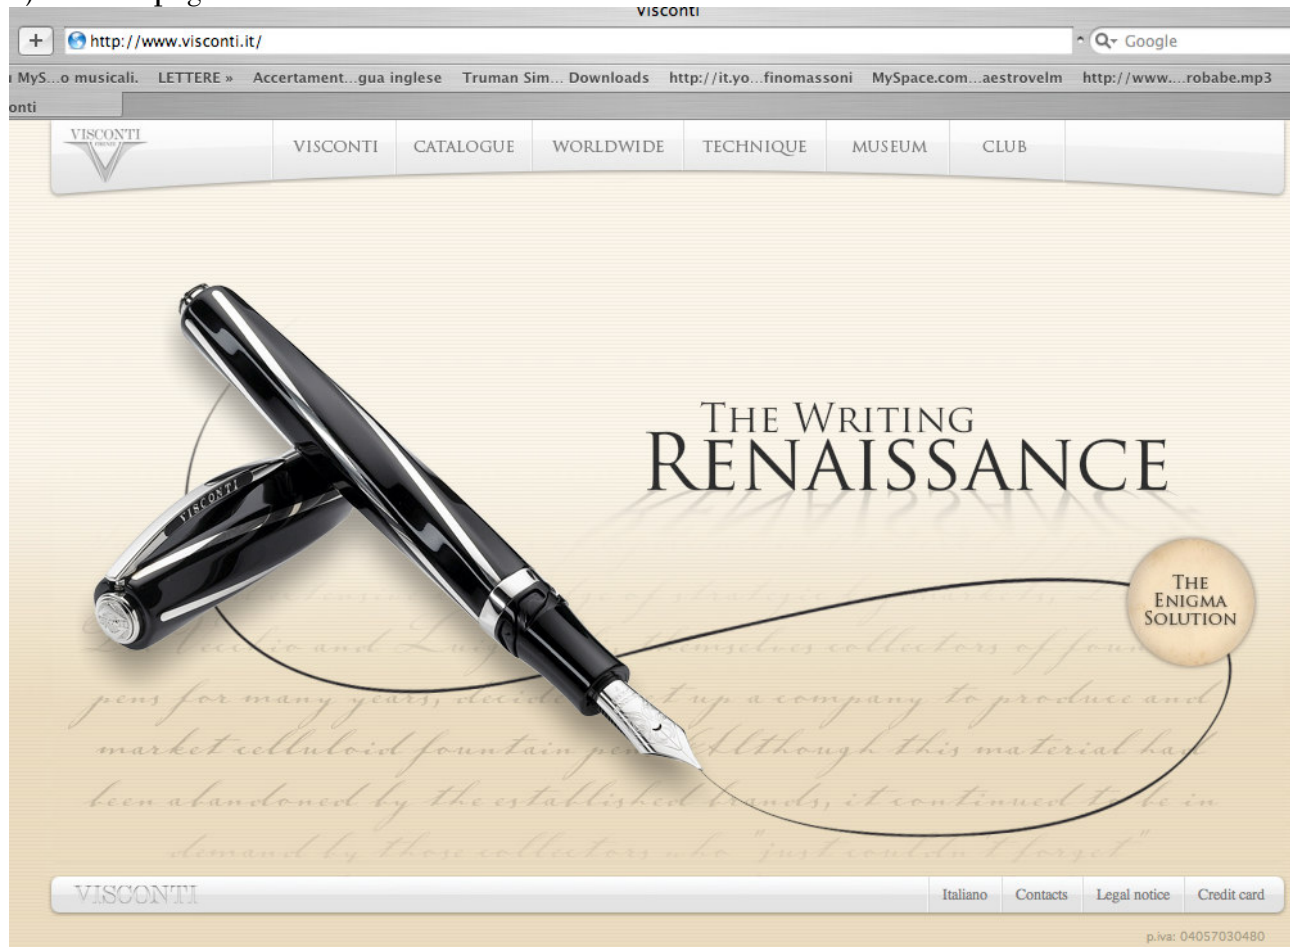 Visconti
http://www.visconti.it/
Google
MyS...o musicali. LETTERE » Accertament...gua inglese Truman Sim... Downloads http://it.yo...finomassoni MySpace.com...aestrovelm http://www....robabe.mp3
onti
VISCONTI
VISCONTI CATALOGUE WORLDWIDE TECHNIQUE MUSEUM CLUB
VISCONTI
THE WRITING
RENAISSANCE
THE
ENIGMA
SOLUTION
and themselves collectors of
pens for many years, up a company to produce and
market celluloid fountain Although this material had
been abandoned by the established brands, it continued to be in
demand by those collectors who "just couldn't forget"
VISCONTI
Italiano Contacts Legal notice Credit card
p.iva: 04057030480